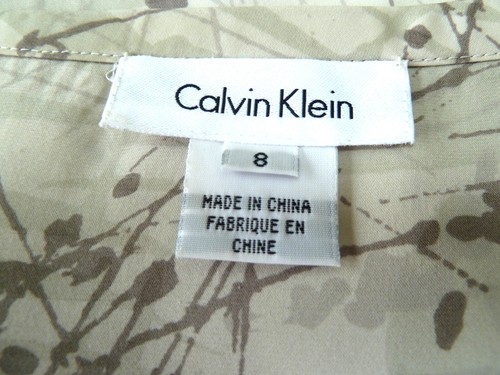 Calvin Klein
8
MADE IN CHINA
FABRIQUE EN
CHINE